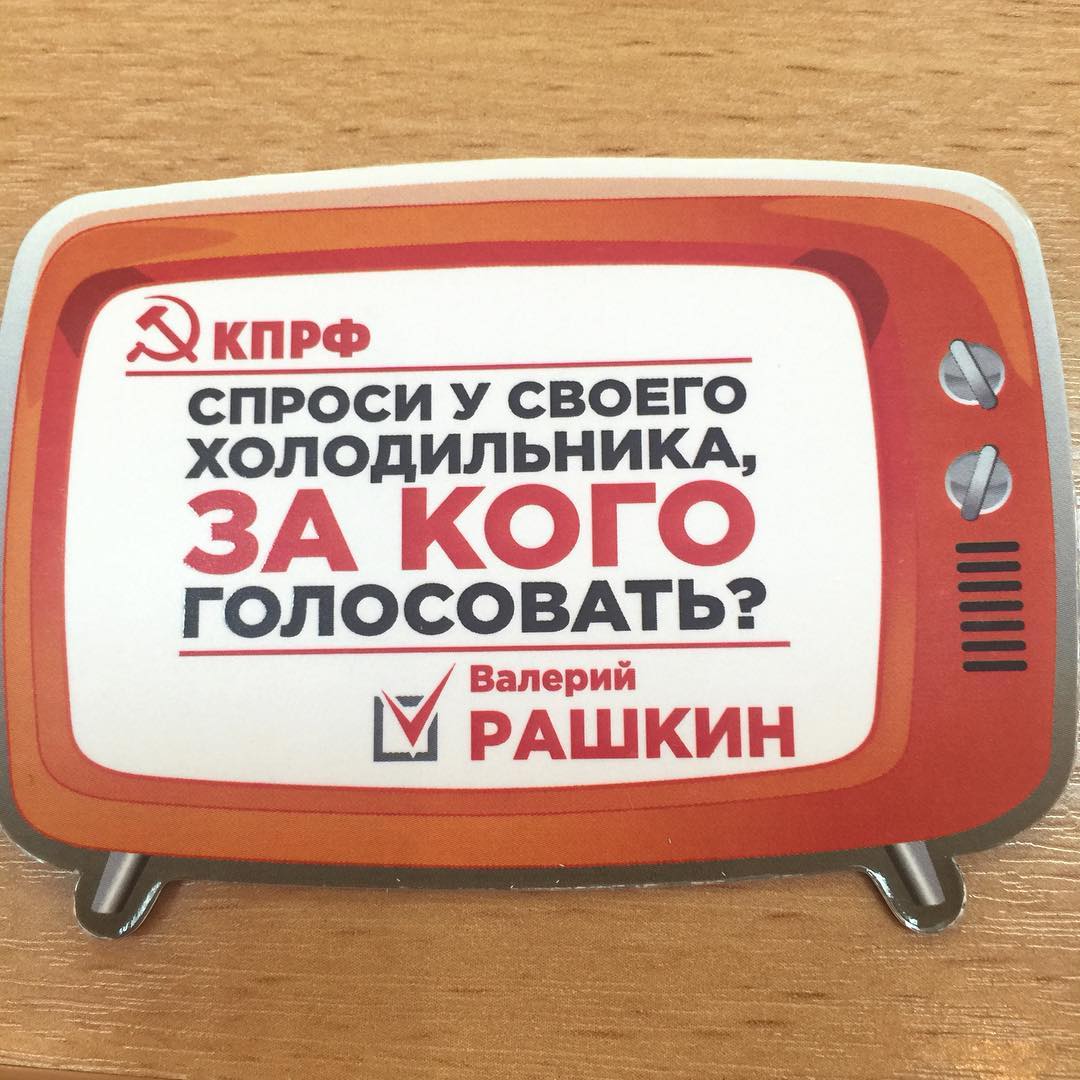 КПРФ
СПРОСИ У СВОЕГО
ХОЛОДИЛЬНИКА,
ЗА КОГО
ГОЛОСОВАТЬ?
Валерий
РАШКИН